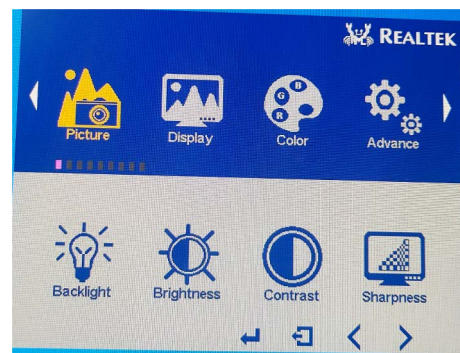 REALTEK
Picture
Display
Color
Advance
R
G
B
Backlight
Brightness
Contrast
Sharpness